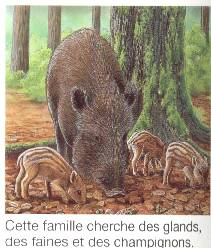 Cette famille cherche des glands,
des faines et des champignons.